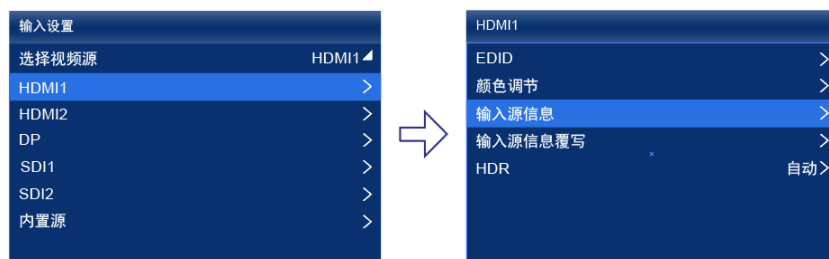 输入设置
选择视频源 HDMI1
HDMI1
HDMI2
DP
SDI1
SDI2
内置源
HDMI1
EDID
颜色调节
输入源信息
输入源信息覆写
HDR 自动